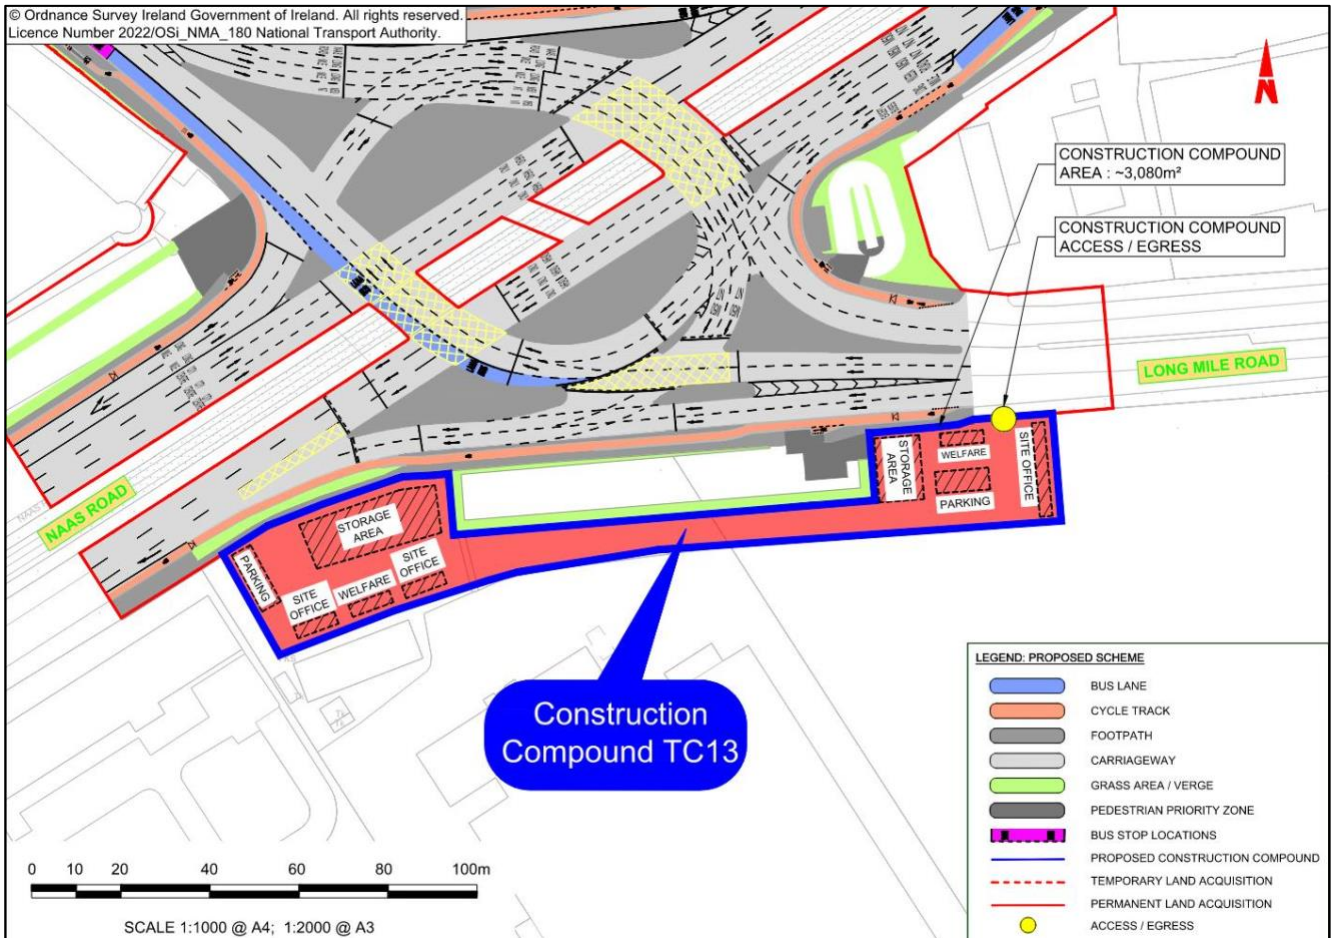 © Ordnance Survey Ireland Government of Ireland. All rights reserved.
Licence Number 2022/OSi_NMA_180 National Transport Authority.
N
CONSTRUCTION COMPOUND
AREA : ~3,080m²
CONSTRUCTION COMPOUND
ACCESS / EGRESS
LONG MILE ROAD
NAAS ROAD
STORAGE
AREA
WELFARE
PARKING
SITE OFFICE
STORAGE
AREA
PARKING
SITE
OFFICE
WELFARE
SITE
OFFICE
Construction
Compound TC13
LEGEND: PROPOSED SCHEME
BUS LANE
CYCLE TRACK
FOOTPATH
CARRIAGEWAY
GRASS AREA / VERGE
PEDESTRIAN PRIORITY ZONE
BUS STOP LOCATIONS
PROPOSED CONSTRUCTION COMPOUND
TEMPORARY LAND ACQUISITION
PERMANENT LAND ACQUISITION
ACCESS / EGRESS
0 10 20 40 60 80 100m
SCALE 1:1000 @ A4; 1:2000 @ A3